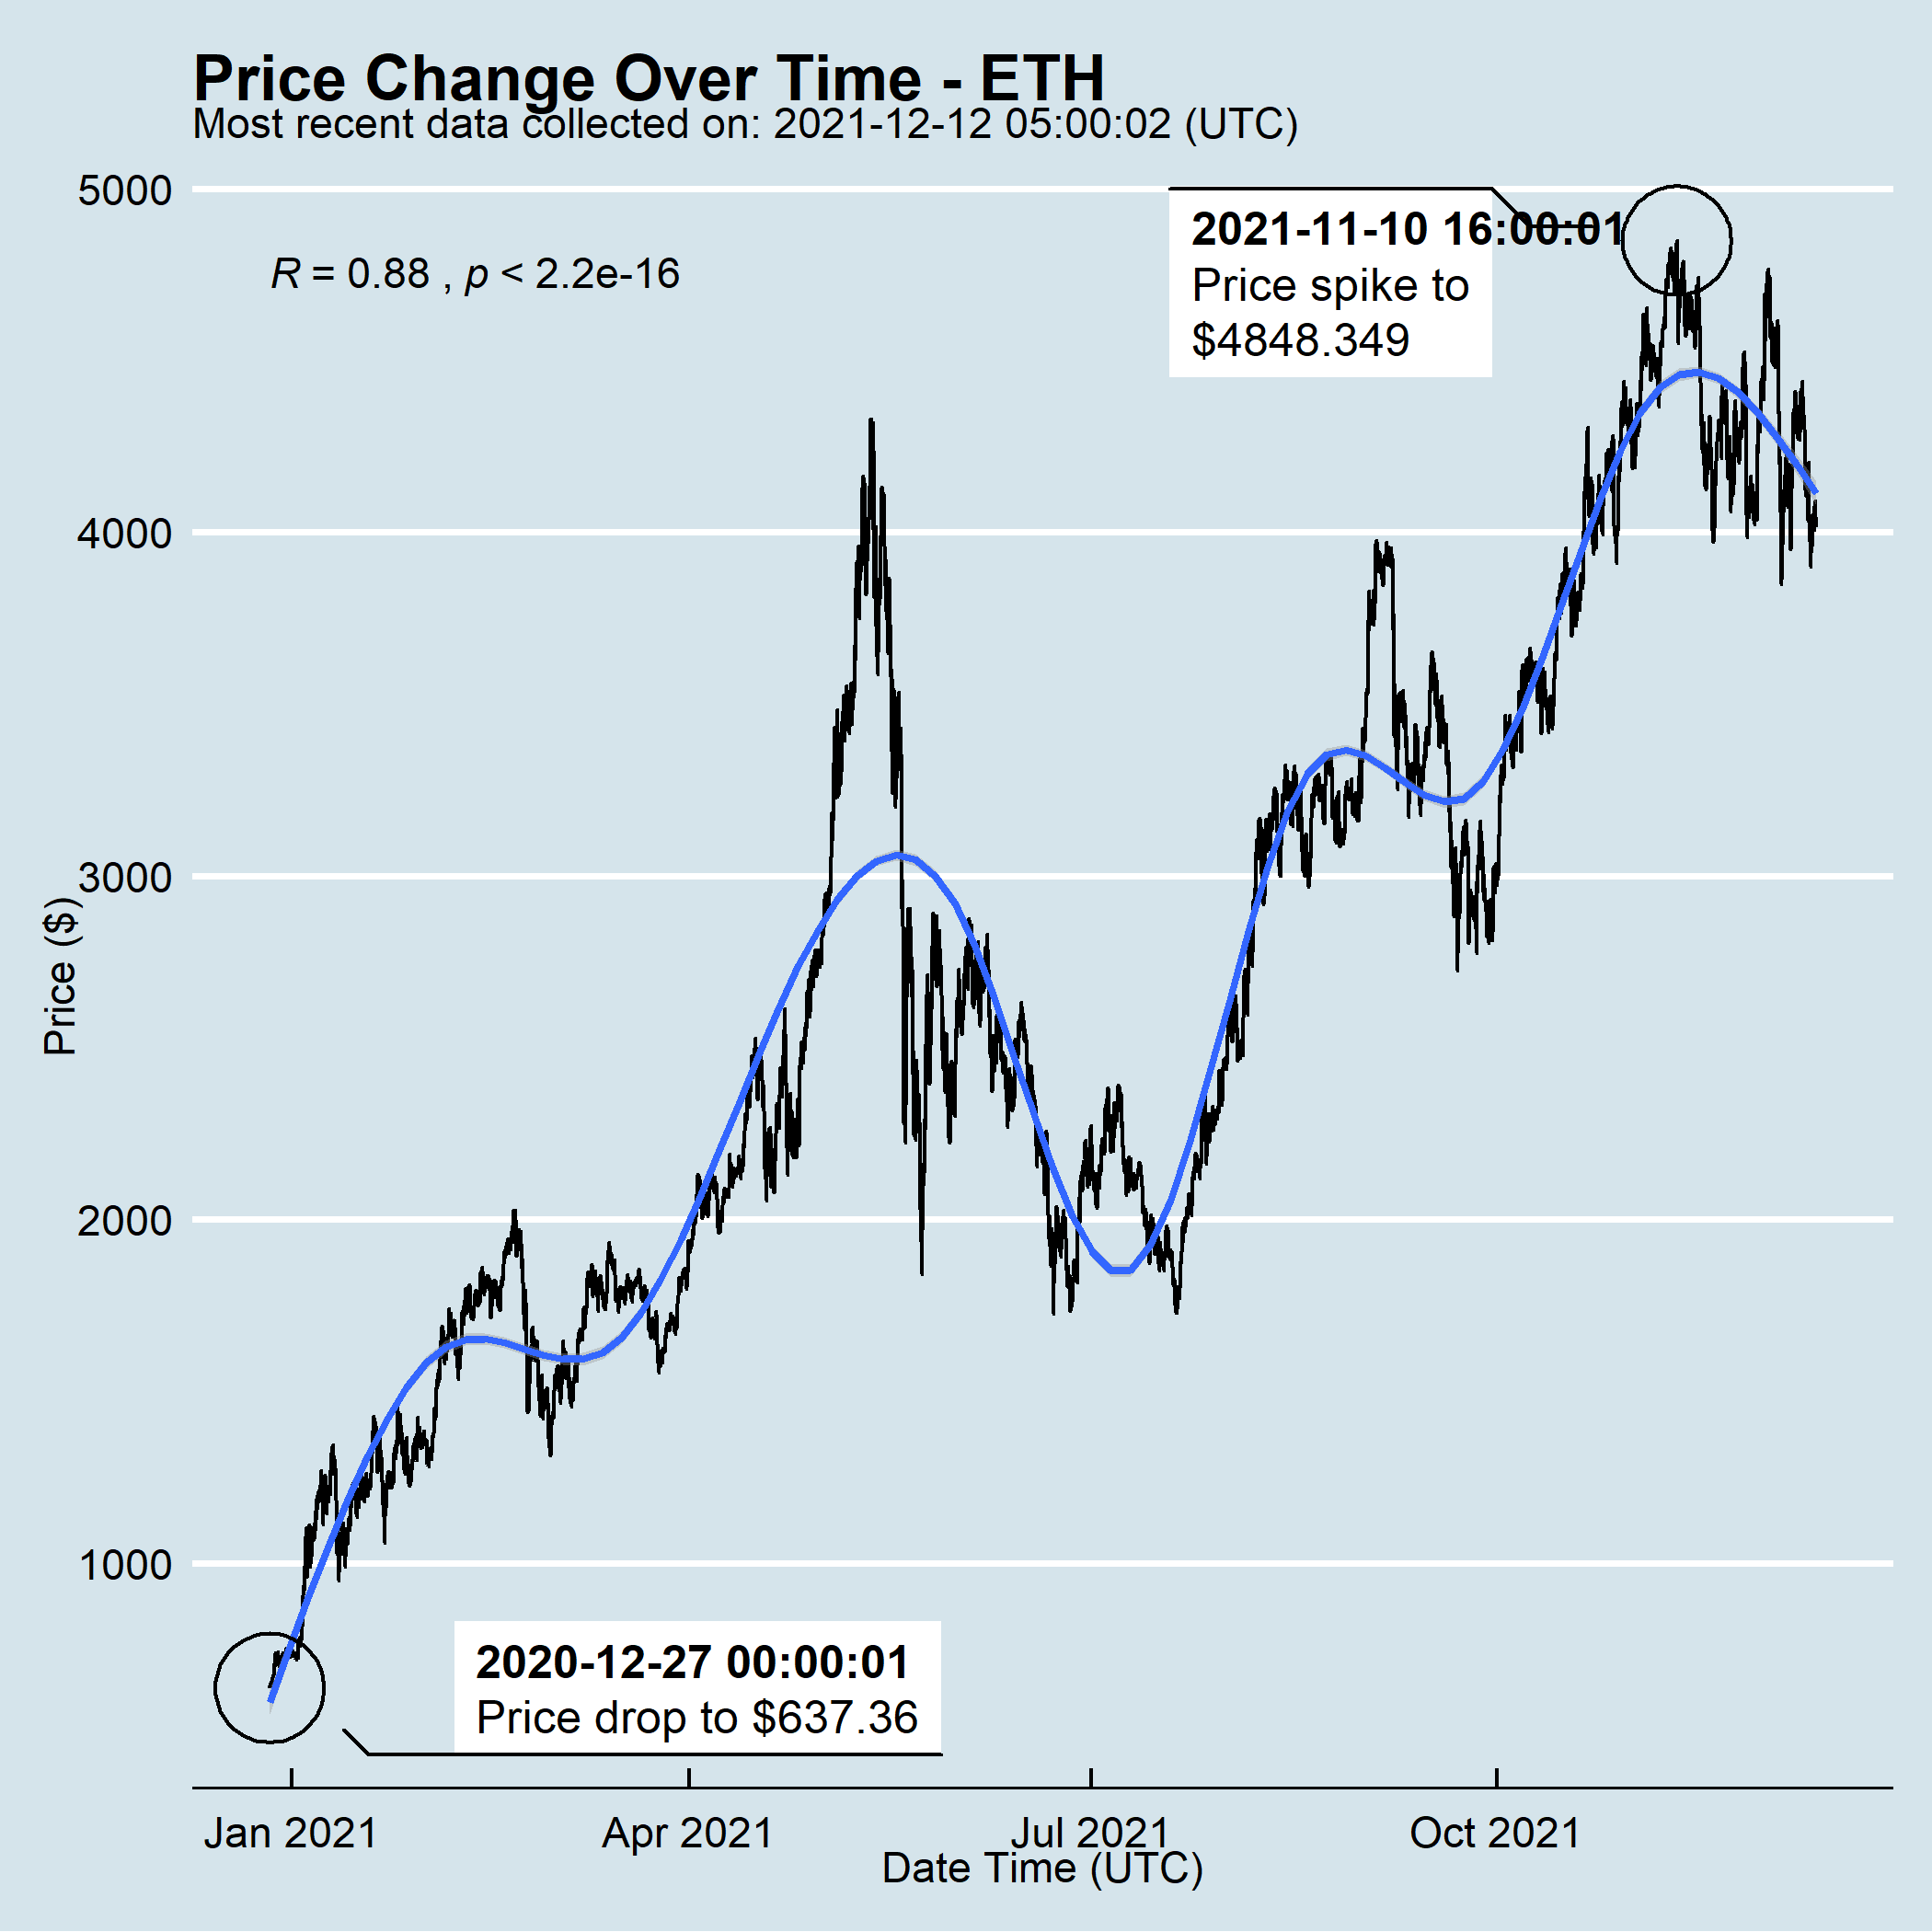 Price Change Over Time - ETH
Most recent data collected on: 2021-12-12 05:00:02 (UTC)
5000
2021-11-10 16:00:01
Price spike to
$4848.349
R = 0.88 , p < 2.2e-16
4000
3000
Price ($)
2000
1000
2020-12-27 00:00:01
Price drop to $637.36
Jan 2021
Apr 2021
Jul 2021
Oct 2021
Date Time (UTC)